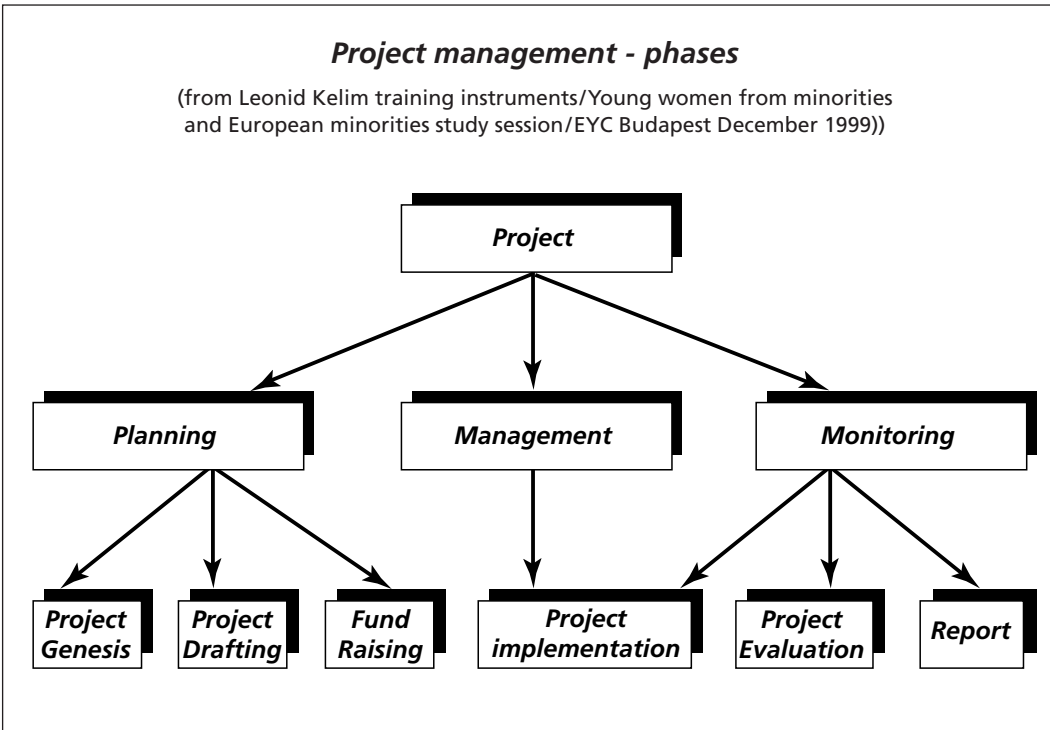 Project management - phases
(from Leonid Kelim training instruments/Young women from minorities
and European minorities study session/EYC Budapest December 1999))
Project
Planning
Management
Monitoring
Project
Genesis
Project
Drafting
Fund
Raising
Project
implementation
Project
Evaluation
Report